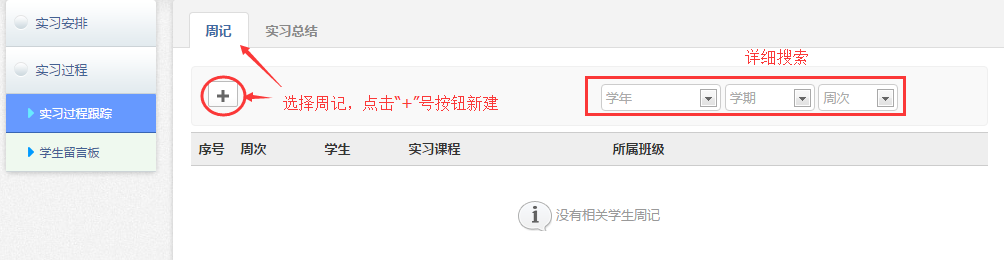 实习安排
实习过程
实习过程跟踪
学生留言板
周记 实习总结
详细搜索
选择周记，点击“+”号按钮新建
学年 学期 周次
序号 周次 学生 实习课程 所属班级
没有相关学生周记